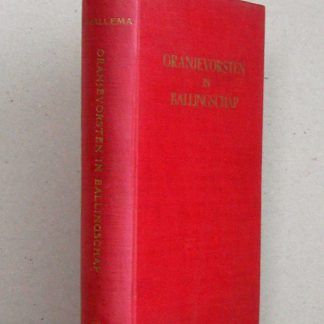 HALLEMA
ORANJEVORSTEN IN BALLINGSCHAP
ORANJEVORSTEN
IN
BALLINGSCHAP